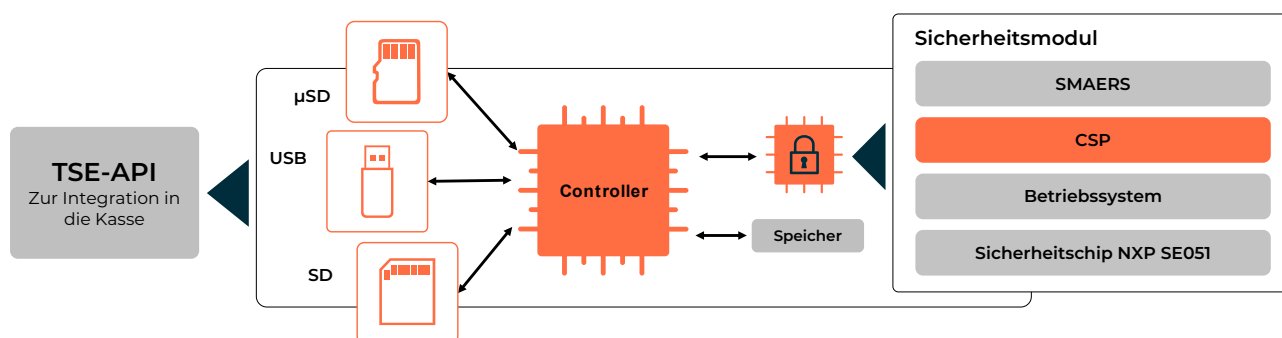 TSE-API
Zur Integration in
die Kasse
µSD
USB
SD
Controller
Speicher
Sicherheitsmodul
SMAERS
CSP
Betriebssystem
Sicherheitschip NXP SE051